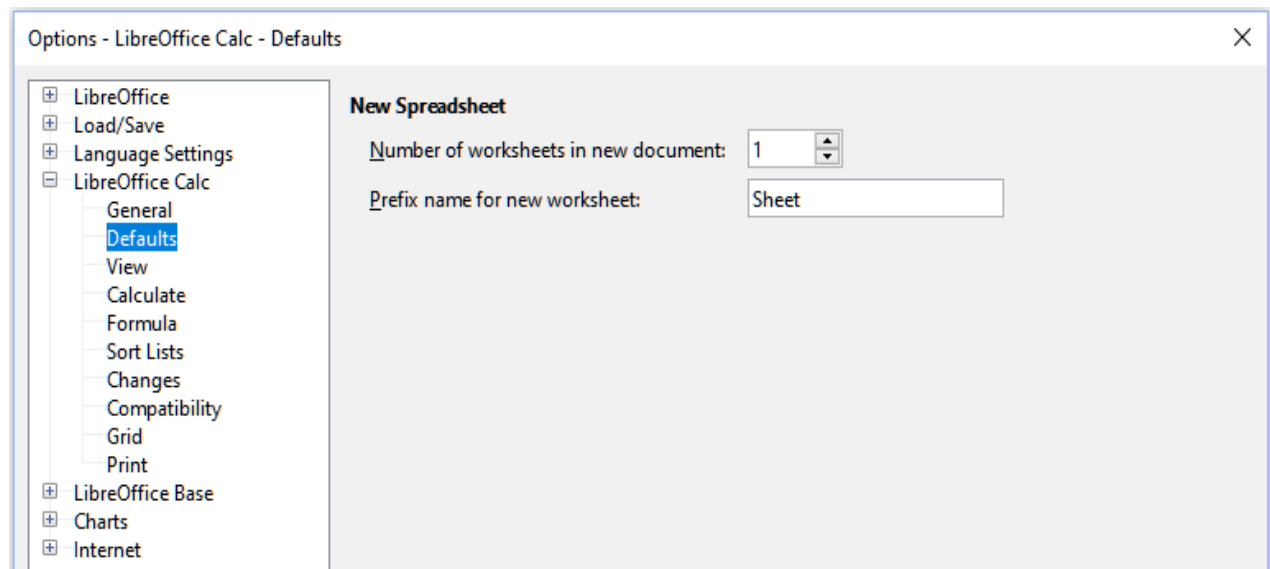 Options - LibreOffice Calc - Defaults
LibreOffice
Load/Save
Language Settings
LibreOffice Calc
General
Defaults
View
Calculate
Formula
Sort Lists
Changes
Compatibility
Grid
Print
LibreOffice Base
Charts
Internet
New Spreadsheet
Number of worksheets in new document: 1
Prefix name for new worksheet: Sheet